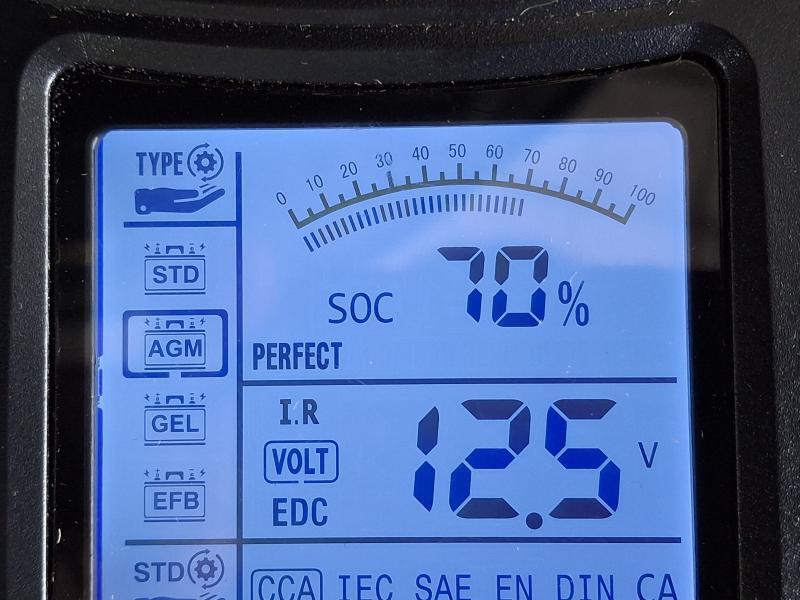 TYPE
0 10 20 30 40 50 60 70 80 90 100
STD
SOC 70%
AGM
PERFECT
I.R
GEL
VOLT 12.5 V
EFB
EDC
STD
CCA IEC SAE EN DIN CA